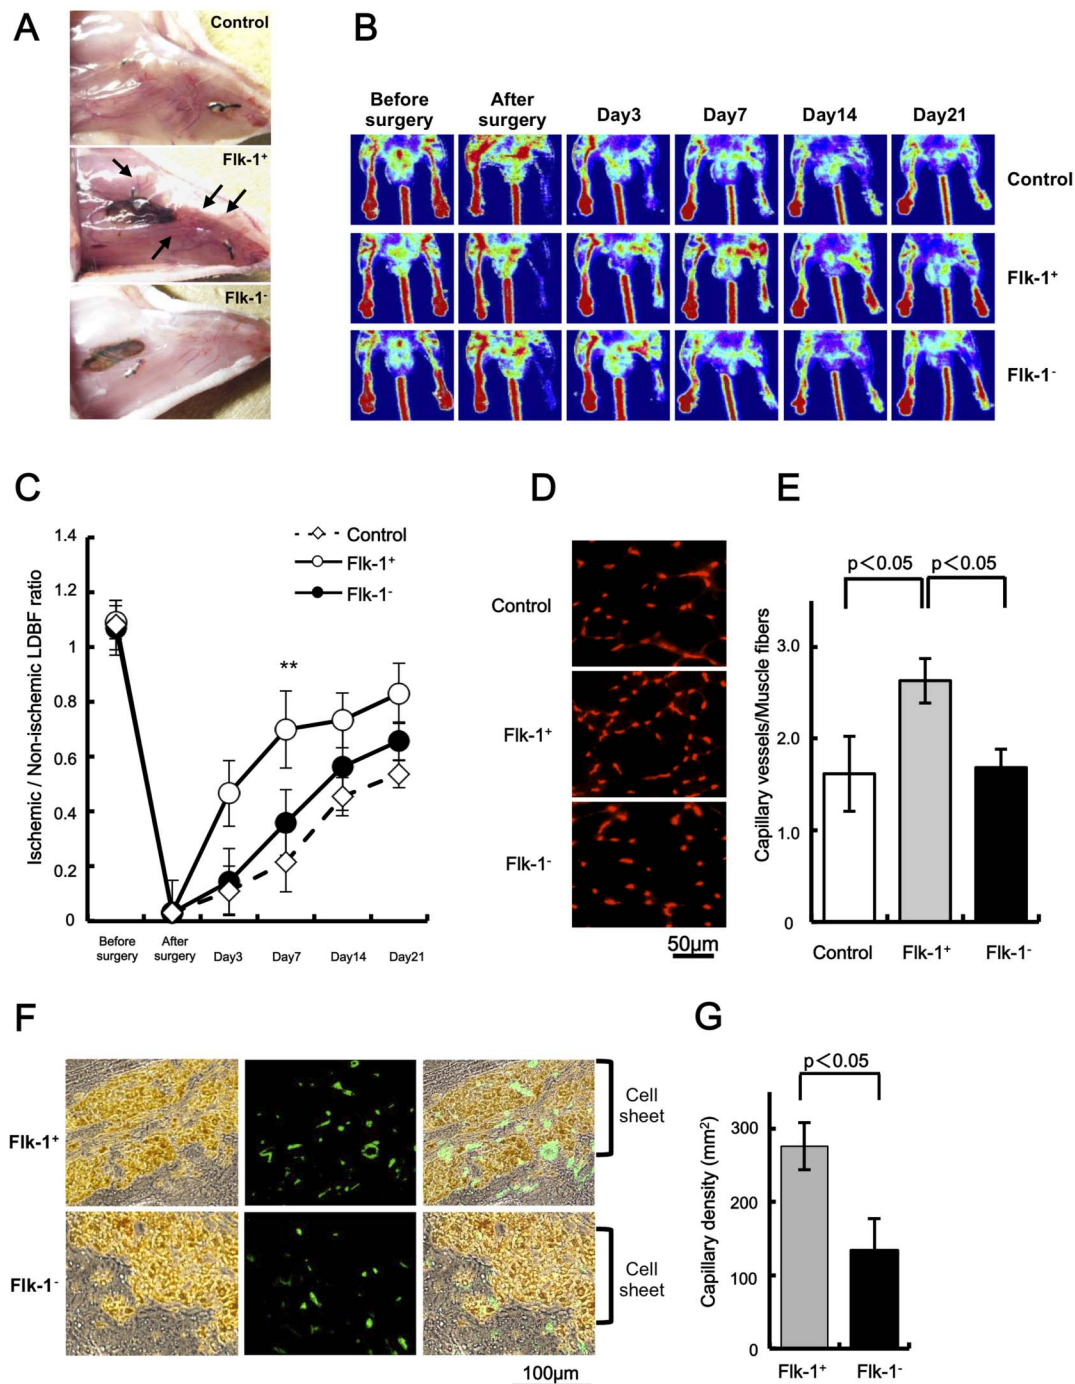 A
Control
Flk-1⁺
Flk-1⁻
B
Before surgery
After surgery
Day3
Day7
Day14
Day21
Control
Flk-1⁺
Flk-1⁻
C
Ischemic / Non-ischemic LDBF ratio
1.4
1.2
1
0.8
0.6
0.4
0.2
0
Control
Flk-1⁺
Flk-1⁻
**
Before surgery
After surgery
Day3
Day7
Day14
Day21
D
Control
Flk-1⁺
Flk-1⁻
50μm
E
p<0.05
p<0.05
Capillary vessels/Muscle fibers
3.0
2.0
1.0
0
Control
Flk-1⁺
Flk-1⁻
F
Flk-1⁺
Cell sheet
Flk-1⁻
Cell sheet
100μm
G
p<0.05
Capillary density (mm²)
300
200
100
0
Flk-1⁺
Flk-1⁻